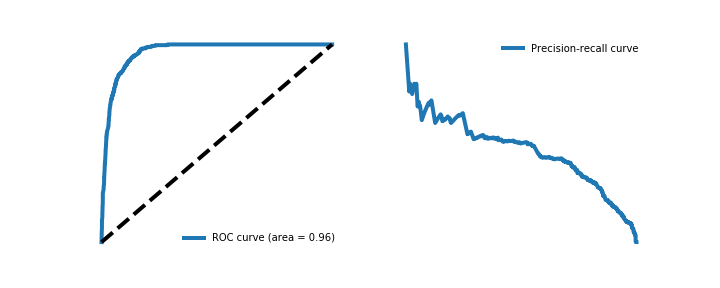 Precision-recall curve
ROC curve (area = 0.96)